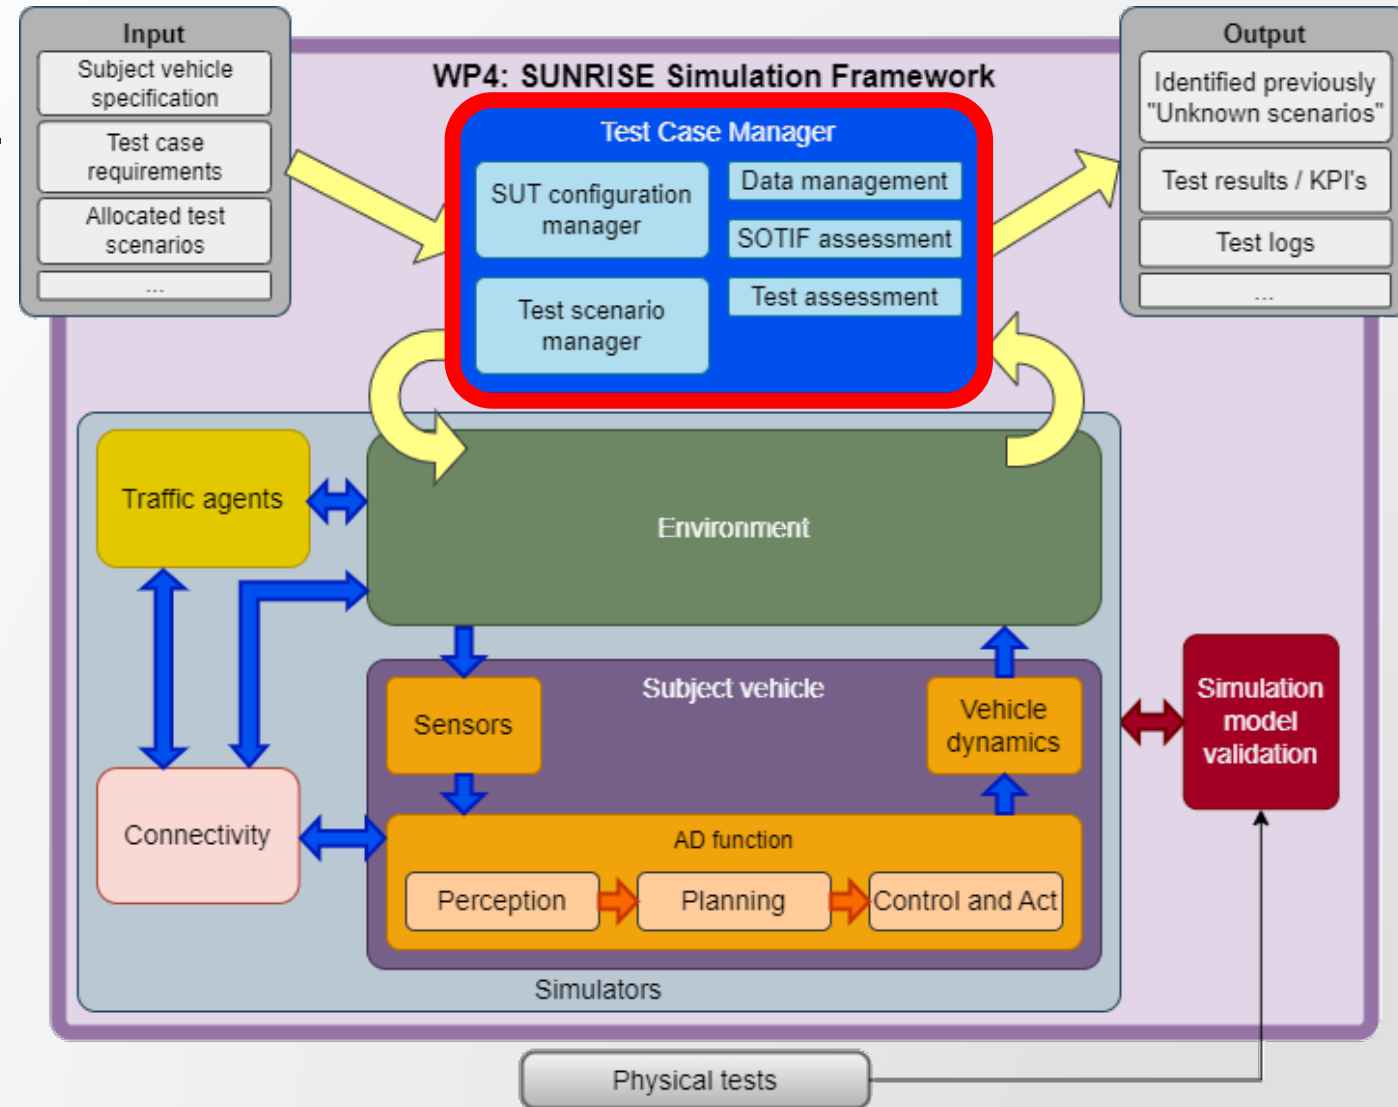 Input
Subject vehicle
specification
Test case
requirements
Allocated test
scenarios
...
WP4: SUNRISE Simulation Framework
Test Case Manager
SUT configuration
manager
Test scenario
manager
Data management
SOTIF assessment
Test assessment
Output
Identified previously
"Unknown scenarios"
Test results / KPI's
Test logs
...
Traffic agents
Environment
Subject vehicle
Sensors
Vehicle
dynamics
Simulation
model
validation
Connectivity
AD function
Perception
Planning
Control and Act
Simulators
Physical tests